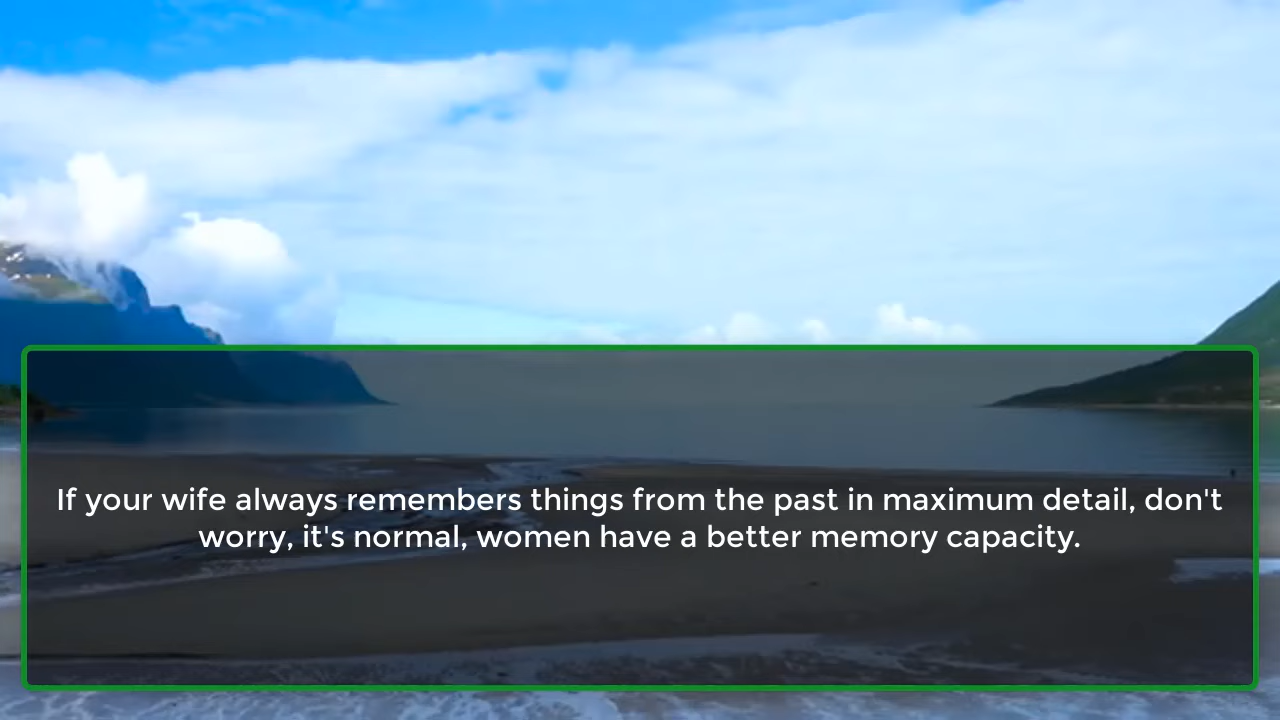 If your wife always remembers things from the past in maximum detail, don't
worry, it's normal, women have a better memory capacity.